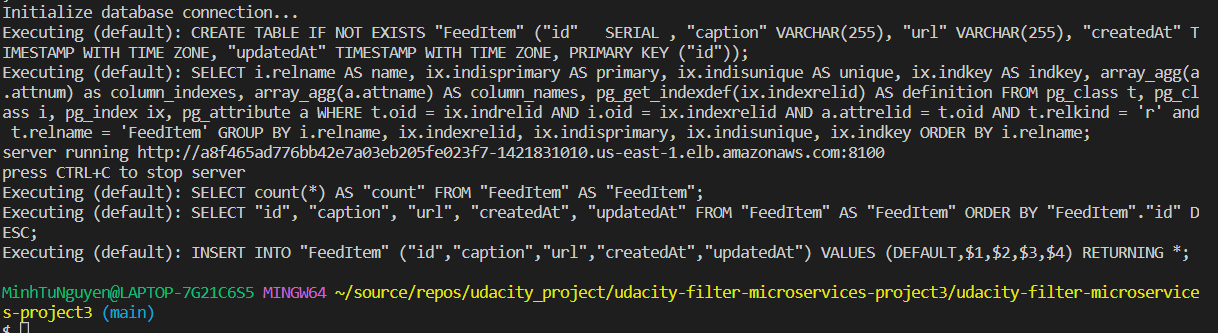 Initialize database connection...
Executing (default): CREATE TABLE IF NOT EXISTS "FeedItem" ("id"   SERIAL , "caption" VARCHAR(255), "url" VARCHAR(255), "createdAt" T
IMESTAMP WITH TIME ZONE, "updatedAt" TIMESTAMP WITH TIME ZONE, PRIMARY KEY ("id"));
Executing (default): SELECT i.relname AS name, ix.indisprimary AS primary, ix.indisunique AS unique, ix.indkey AS indkey, array_agg(a
.attnum) as column_indexes, array_agg(a.attname) AS column_names, pg_get_indexdef(ix.indexrelid) AS definition FROM pg_class t, pg_cl
ass i, pg_index ix, pg_attribute a WHERE t.oid = ix.indrelid AND i.oid = ix.indexrelid AND a.attrelid = t.oid AND t.relkind = 'r' and
 t.relname = 'FeedItem' GROUP BY i.relname, ix.indexrelid, ix.indisprimary, ix.indisunique, ix.indkey ORDER BY i.relname;
server running http://a8f465ad776bb42e7a03eb205fe023f7-1421831010.us-east-1.elb.amazonaws.com:8100
press CTRL+C to stop server
Executing (default): SELECT count(*) AS "count" FROM "FeedItem" AS "FeedItem";
Executing (default): SELECT "id", "caption", "url", "createdAt", "updatedAt" FROM "FeedItem" AS "FeedItem" ORDER BY "FeedItem"."id" D
ESC;
Executing (default): INSERT INTO "FeedItem" ("id","caption","url","createdAt","updatedAt") VALUES (DEFAULT,$1,$2,$3,$4) RETURNING *;
MinhTuNguyen@LAPTOP-7G21C6S5 MINGW64 ~/source/repos/udacity_project/udacity-filter-microservices-project3/udacity-filter-microservice
s-project3 (main)
$